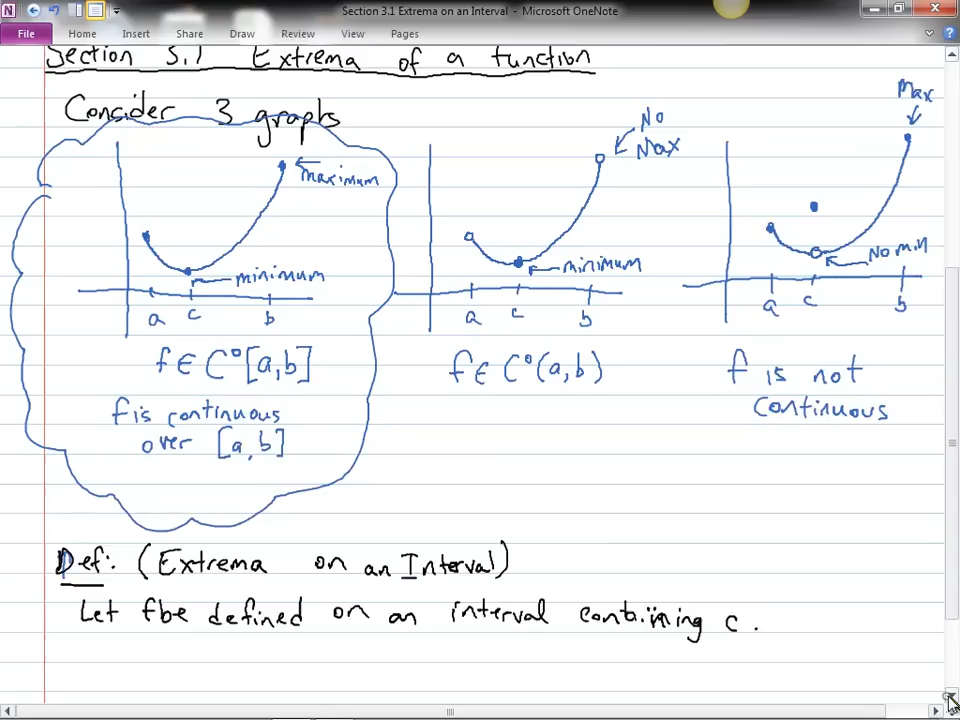 Section 3.1 Extrema on an Interval - Microsoft OneNote
File Home Insert Share Draw Review View Pages
Section 3.1 Extrema of a function
Consider 3 graphs
maximum
minimum
a c b
f ∈ C⁰[a,b]
f is continuous
over [a,b]
No
Max
minimum
a c b
f ∈ C⁰(a,b)
Max
No min
a c b
f is not
continuous
Def: (Extrema on an Interval)
Let f be defined on an interval containing c.